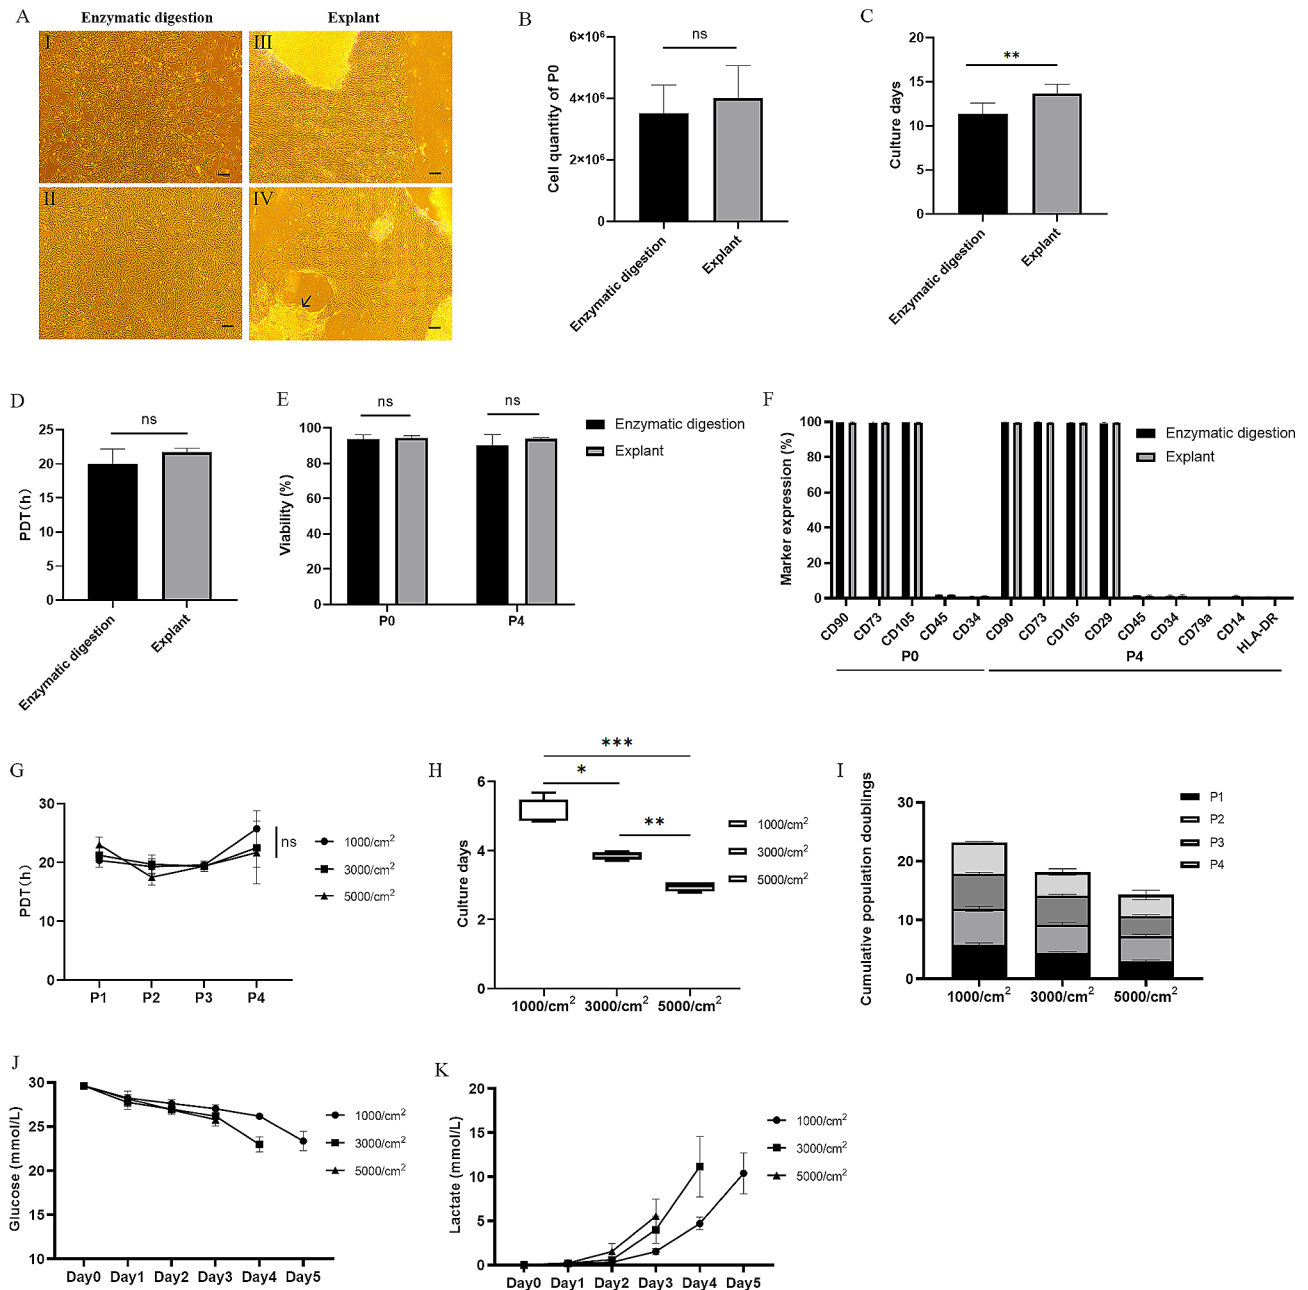 A
Enzymatic digestion
Explant
I
III
II
IV
B
Cell quantity of P0
6×10⁶
4×10⁶
2×10⁶
0
ns
Enzymatic digestion
Explant
C
Culture days
20
15
10
5
0
**
Enzymatic digestion
Explant
D
PDT(h)
25
20
15
10
5
0
ns
Enzymatic digestion
Explant
E
Viability (%)
100
80
60
40
20
0
ns
ns
P0
P4
Enzymatic digestion
Explant
F
Marker expression (%)
100
80
60
40
20
0
CD90
CD73
CD105
CD45
CD34
CD90
CD73
CD105
CD29
CD45
CD34
CD79a
CD14
HLA-DR
P0
P4
Enzymatic digestion
Explant
G
PDT(h)
30
20
10
0
P1
P2
P3
P4
ns
1000/cm²
3000/cm²
5000/cm²
H
Culture days
6
4
2
0
***
*
**
1000/cm²
3000/cm²
5000/cm²
1000/cm²
3000/cm²
5000/cm²
I
Cumulative population doublings
30
20
10
0
1000/cm²
3000/cm²
5000/cm²
P1
P2
P3
P4
J
Glucose (mmol/L)
30
25
20
15
10
Day0
Day1
Day2
Day3
Day4
Day5
1000/cm²
3000/cm²
5000/cm²
K
Lactate (mmol/L)
20
15
10
5
0
Day0
Day1
Day2
Day3
Day4
Day5
1000/cm²
3000/cm²
5000/cm²